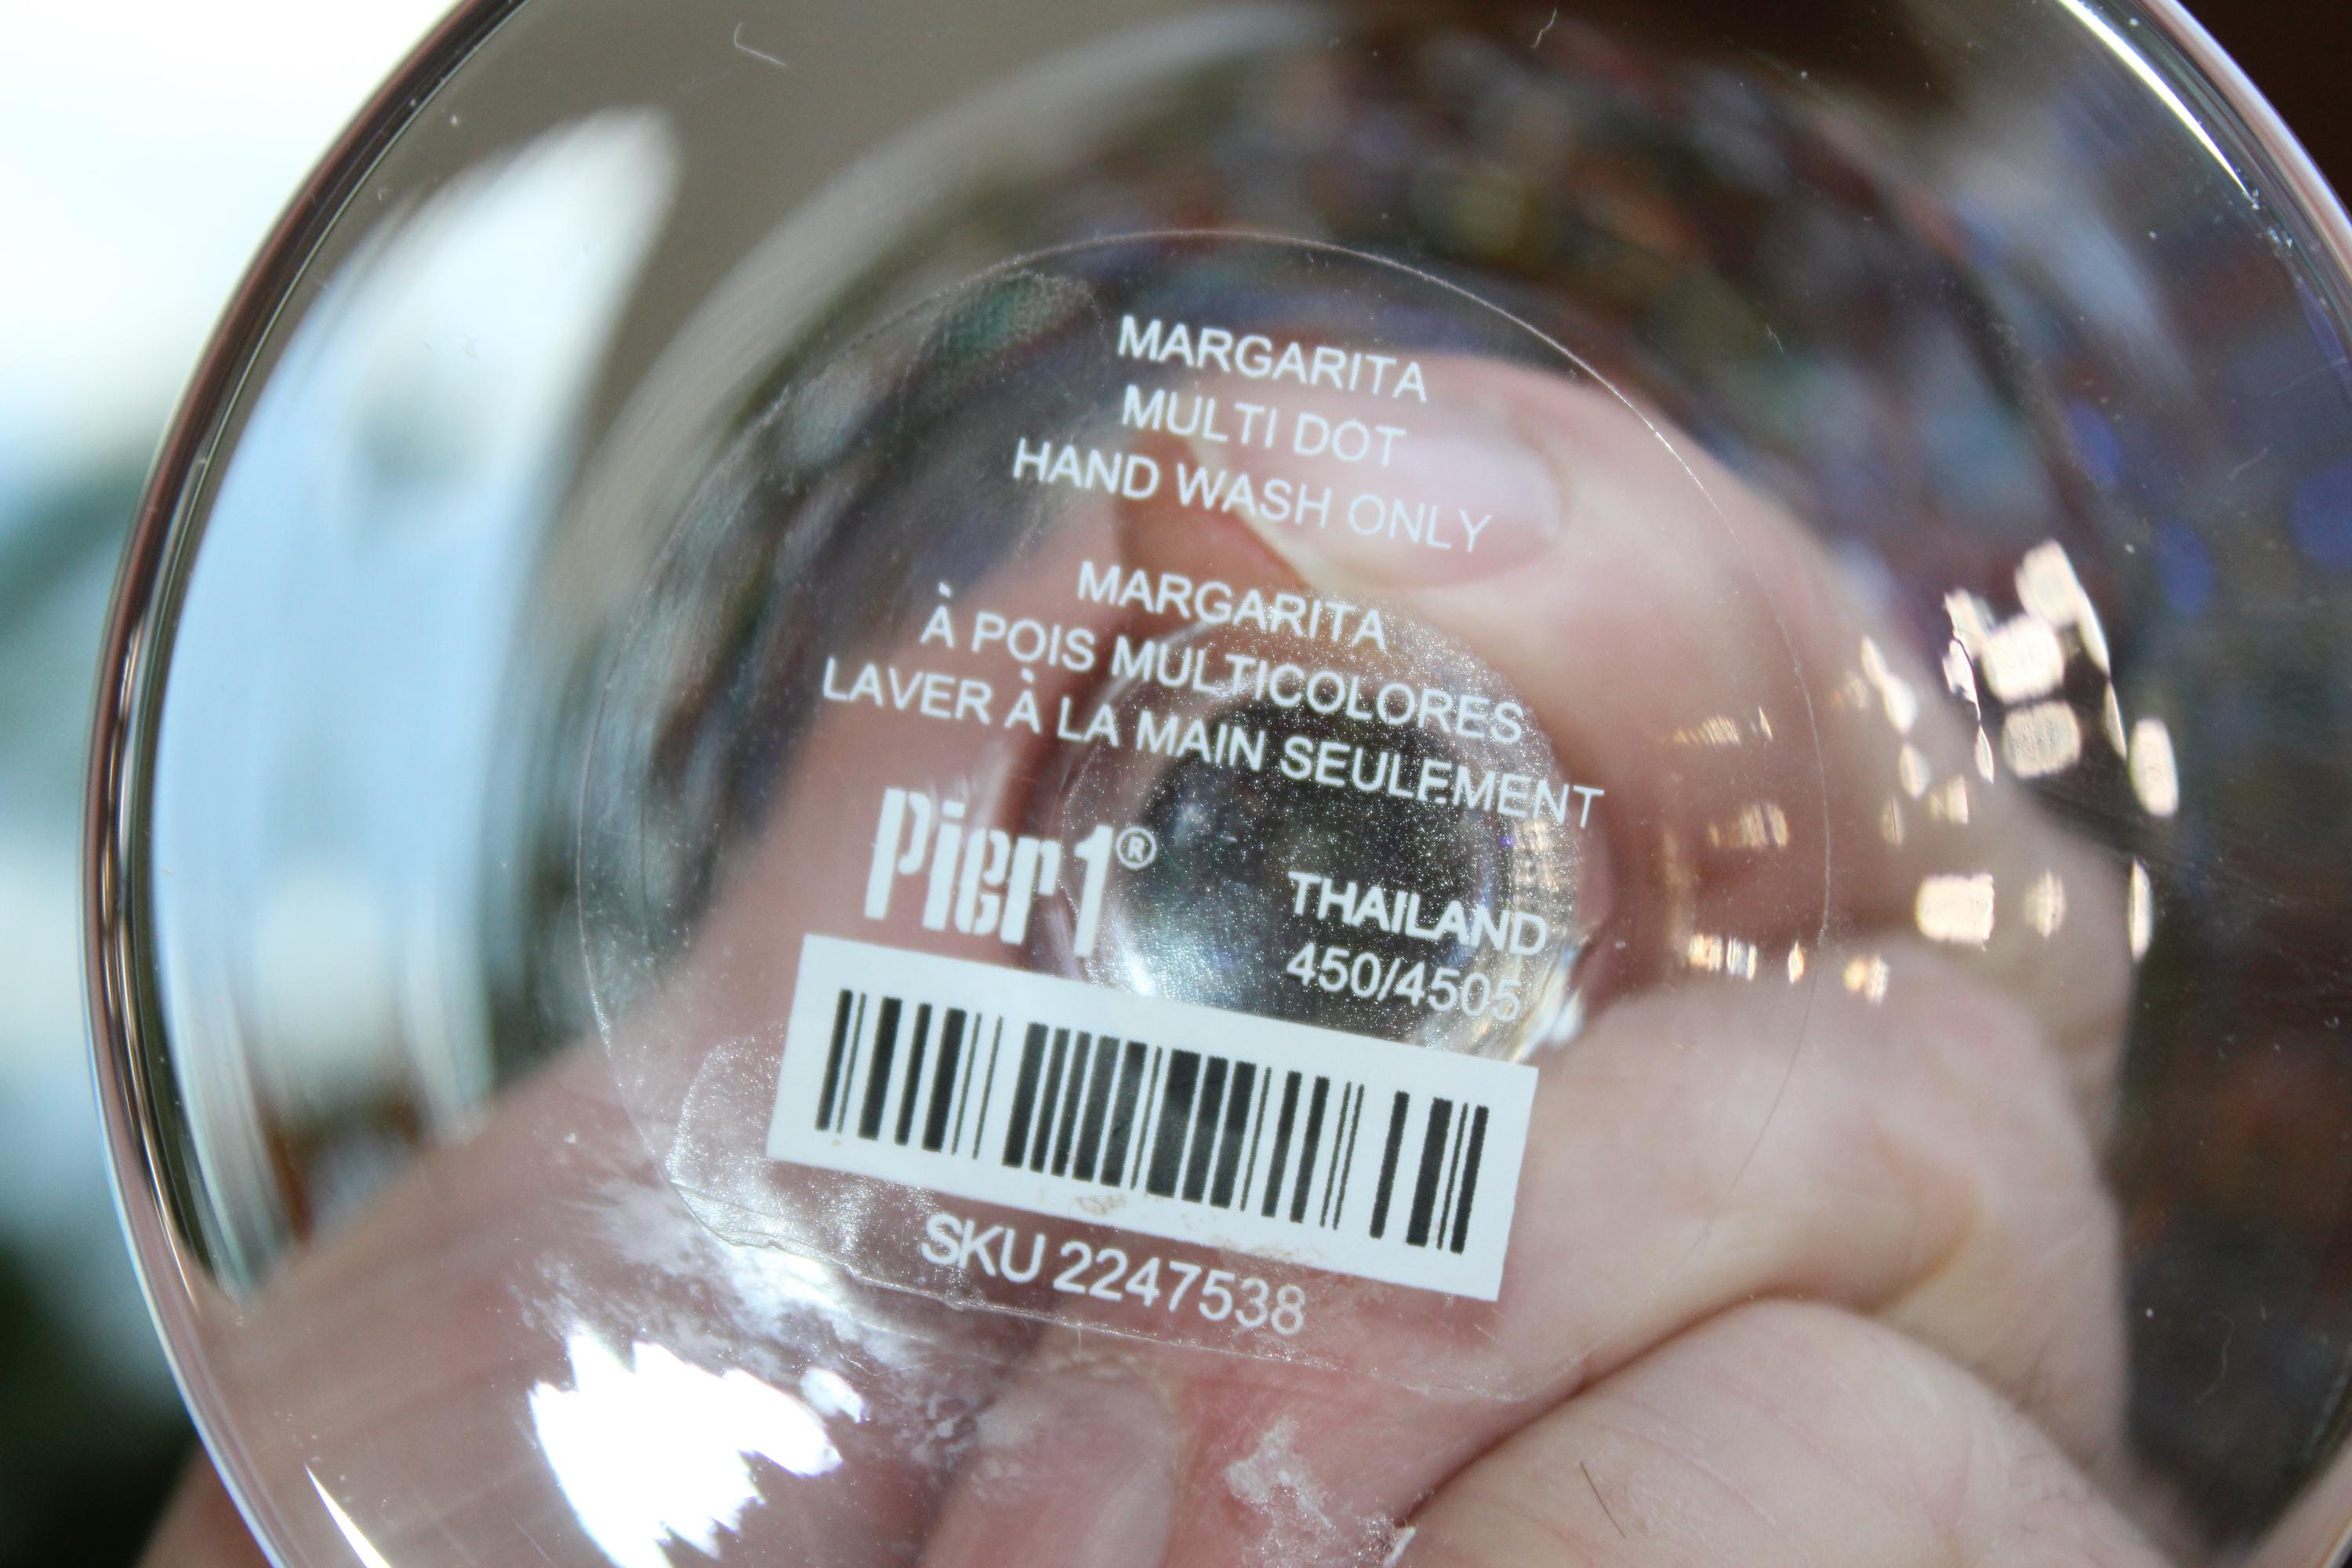 MARGARITA
MULTI DOT
HAND WASH ONLY
MARGARITA
À POIS MULTICOLORES
LAVER À LA MAIN SEULEMENT
Pier 1®
THAILAND
450/4505
SKU 2247538